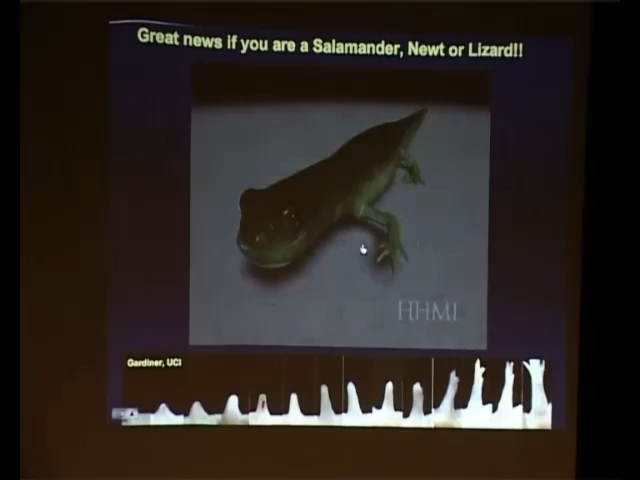 Great news if you are a Salamander, Newt or Lizard!!
HHMI
Gardiner, UCI